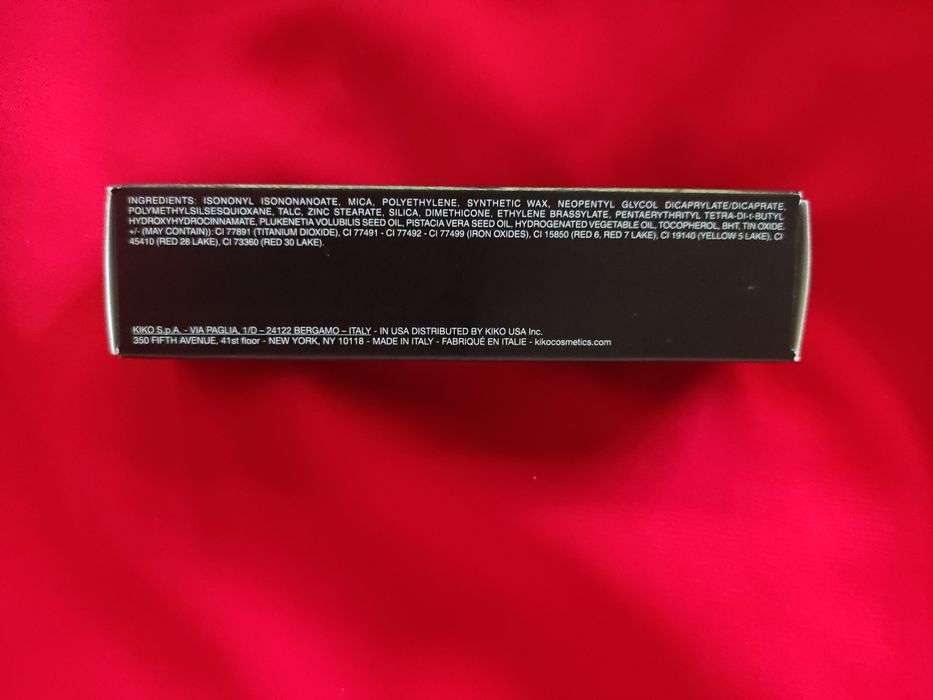 INGREDIENTS: ISONONYL ISONONANOATE, MICA, POLYETHYLENE, SYNTHETIC WAX, NEOPENTYL GLYCOL DICAPRYLATE/DICAPRATE,
POLYMETHYLSILSESQUIOXANE, TALC, ZINC STEARATE, SILICA, DIMETHICONE, ETHYLENE BRASSYLATE, PENTAERYTHRITYL TETRA-DI-t-BUTYL
HYDROXYHYDROCINNAMATE, PLUKENETIA VOLUBILIS SEED OIL, PISTACIA VERA SEED OIL, HYDROGENATED VEGETABLE OIL, TOCOPHEROL, BHT, TIN OXIDE.
+/- (MAY CONTAIN)): CI 77891 (TITANIUM DIOXIDE), CI 77491 - CI 77492 - CI 77499 (IRON OXIDES), CI 15850 (RED 6, RED 7 LAKE), CI 19140 (YELLOW 5 LAKE), CI
45410 (RED 28 LAKE), CI 73360 (RED 30 LAKE).
KIKO S.p.A. - VIA PAGLIA, 1/D – 24122 BERGAMO – ITALY - IN USA DISTRIBUTED BY KIKO USA Inc.
350 FIFTH AVENUE, 41st floor - NEW YORK, NY 10118 - MADE IN ITALY - FABRIQUÉ EN ITALIE - kikocosmetics.com